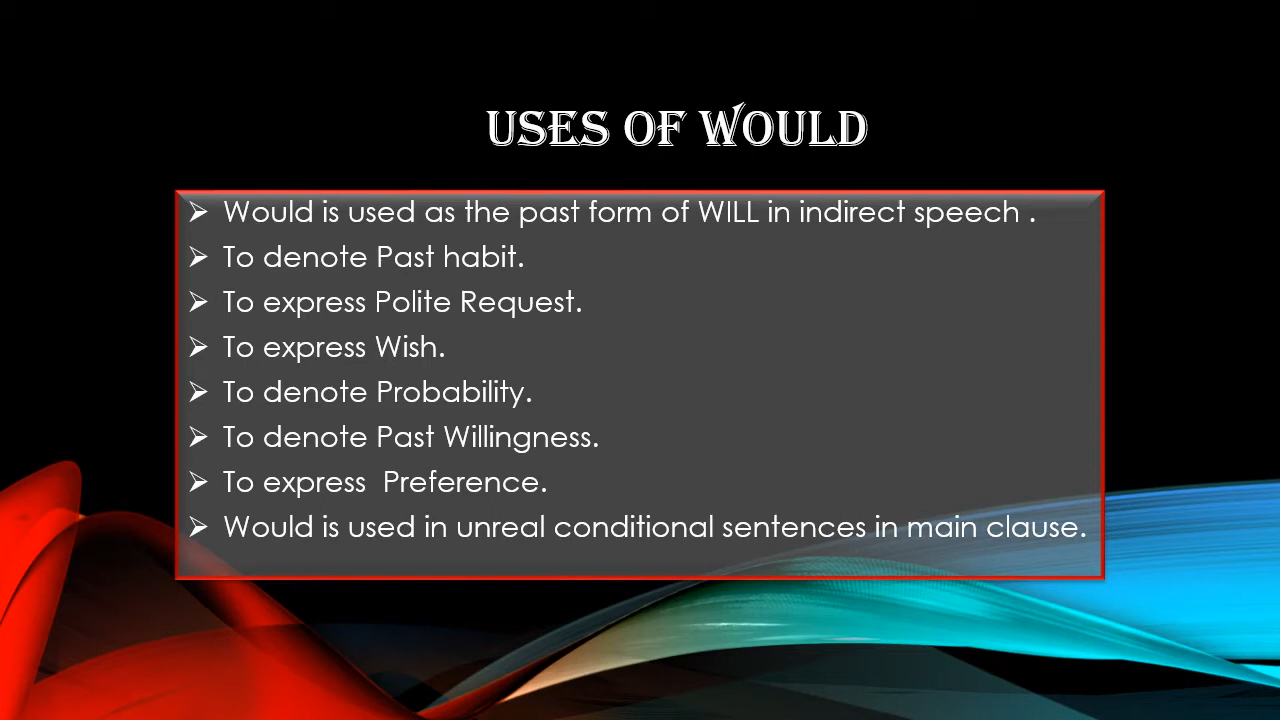 USES OF WOULD
➢ Would is used as the past form of WILL in indirect speech .
➢ To denote Past habit.
➢ To express Polite Request.
➢ To express Wish.
➢ To denote Probability.
➢ To denote Past Willingness.
➢ To express  Preference.
➢ Would is used in unreal conditional sentences in main clause.